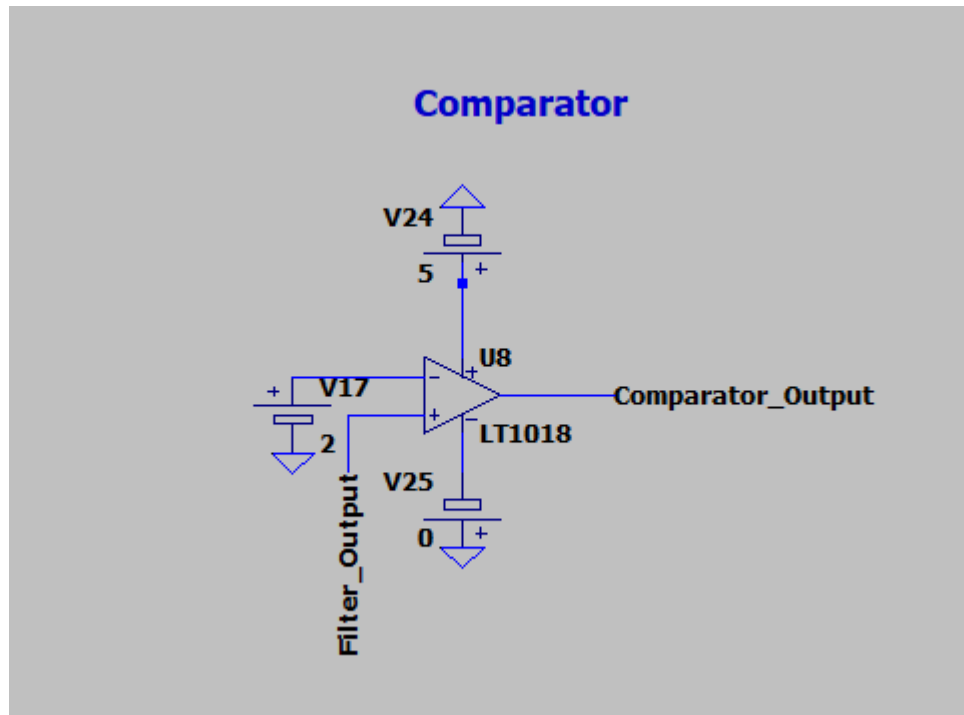 Comparator
V24
5
+
U8
+
+
V17
-
+
2
Comparator_Output
-
LT1018
V25
0
+
Filter_Output